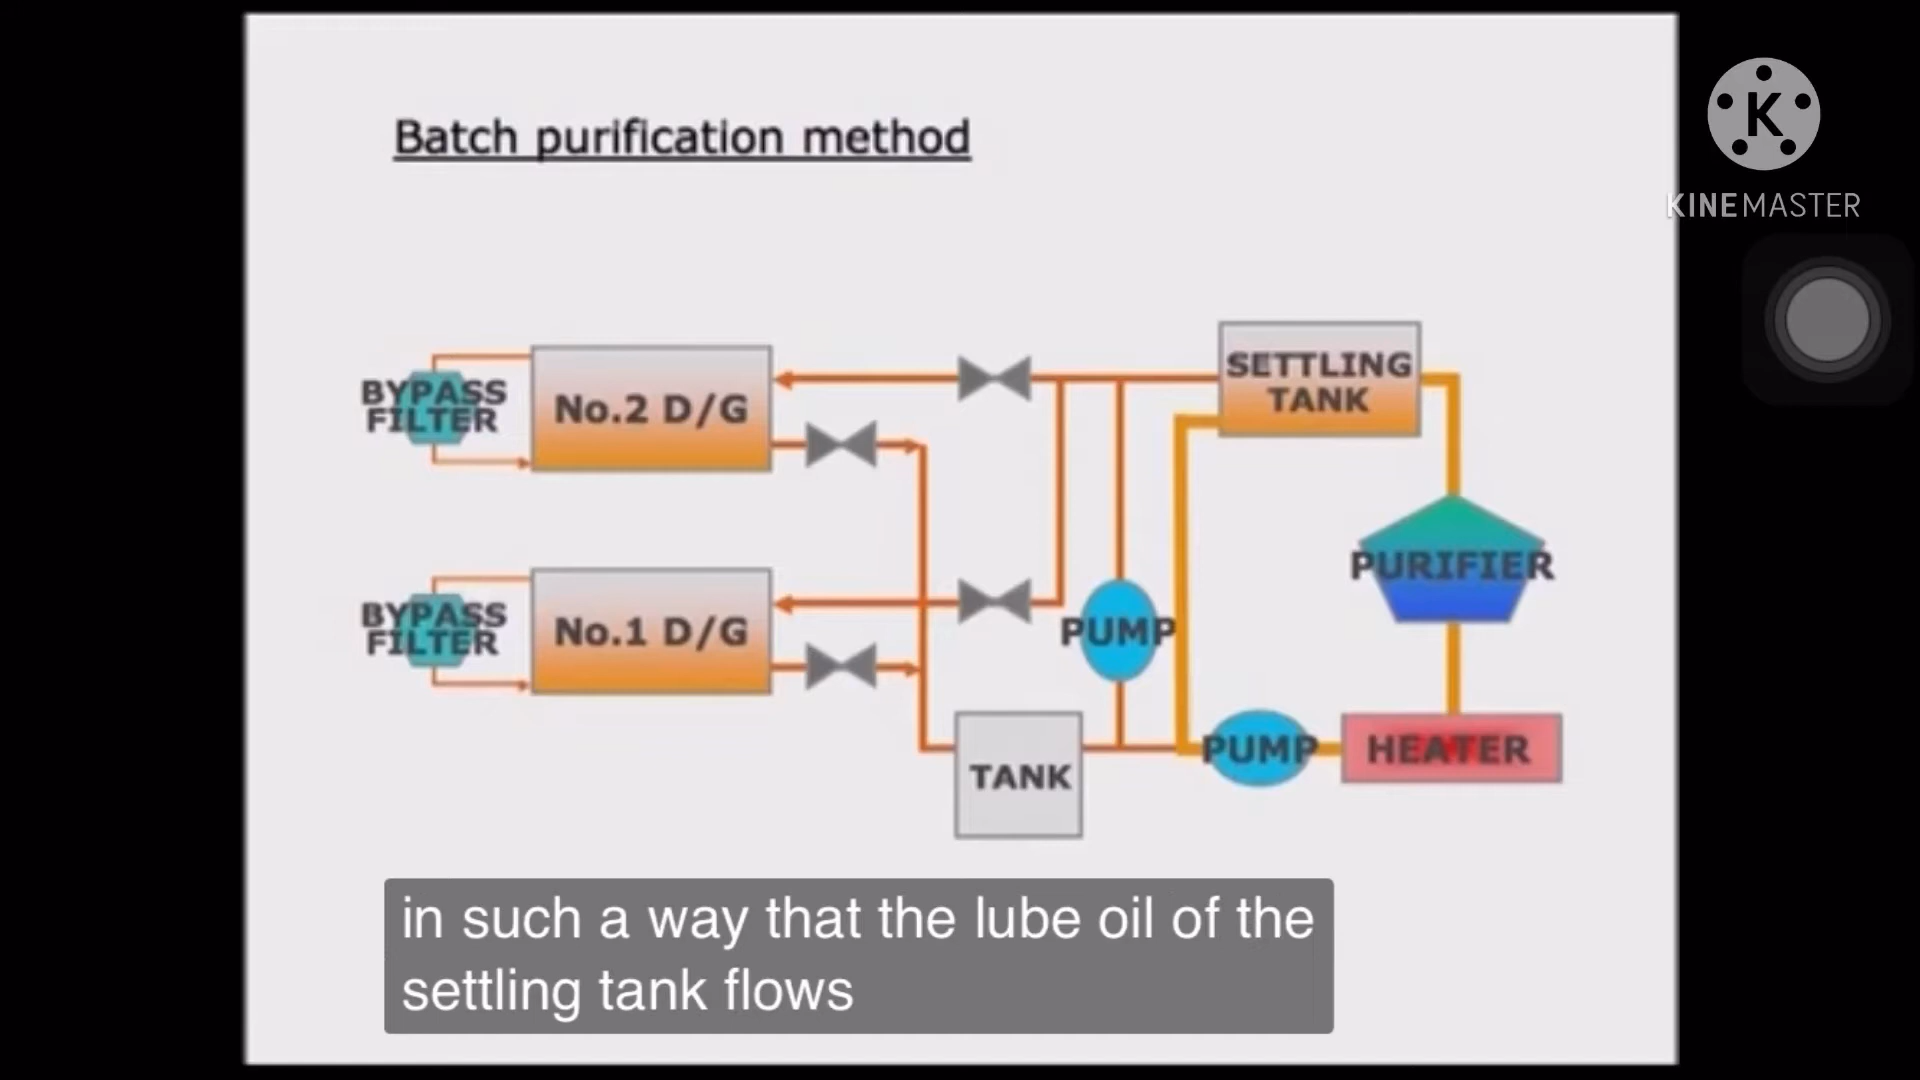 Batch purification method
K
KINEMASTER
SETTLING
TANK
BYPASS
FILTER
No.2 D/G
PURIFIER
BYPASS
FILTER
No.1 D/G
PUMP
TANK
PUMP
HEATER
in such a way that the lube oil of the
settling tank flows